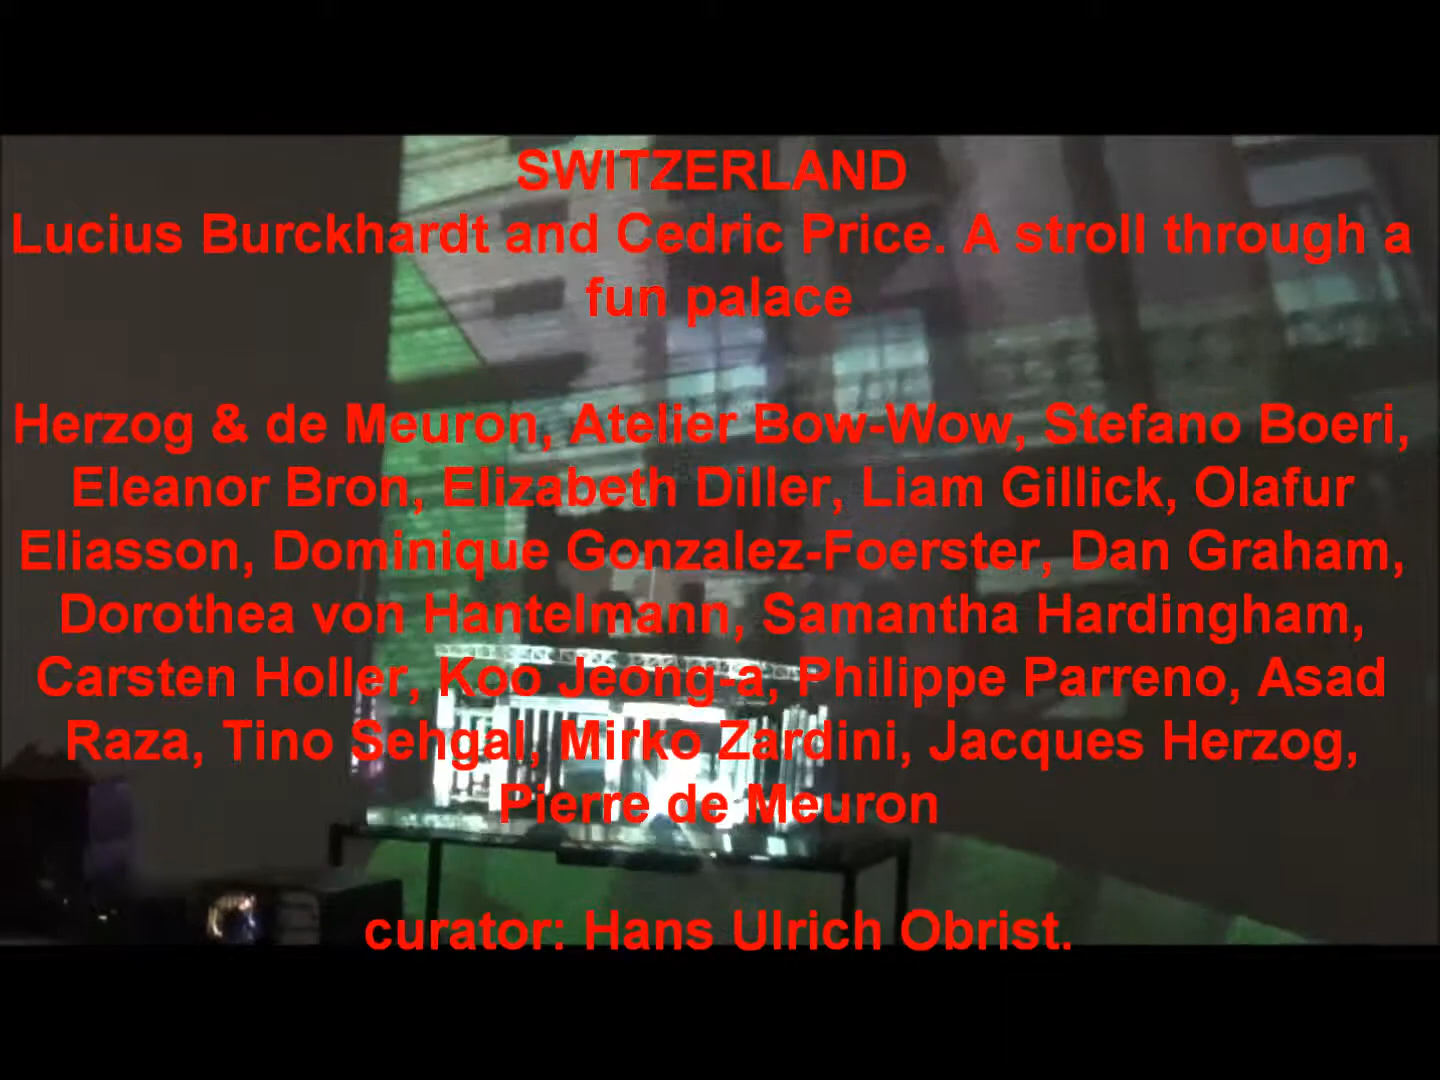 SWITZERLAND
Lucius Burckhardt and Cedric Price. A stroll through a
fun palace
Herzog & de Meuron, Atelier Bow-Wow, Stefano Boeri,
Eleanor Bron, Elizabeth Diller, Liam Gillick, Olafur
Eliasson, Dominique Gonzalez-Foerster, Dan Graham,
Dorothea von Hantelmann, Samantha Hardingham,
Carsten Holler, Koo Jeong-a, Philippe Parreno, Asad
Raza, Tino Sehgal, Mirko Zardini, Jacques Herzog,
Pierre de Meuron
curator: Hans Ulrich Obrist.